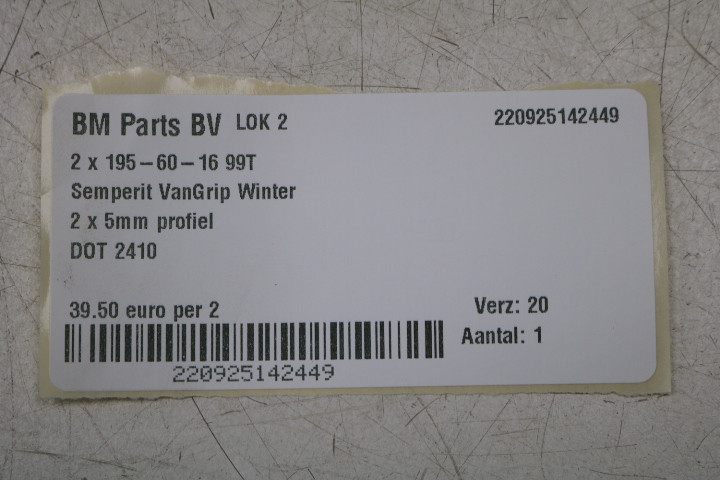 BM Parts BV LOK 2 220925142449
2 x 195-60-16 99T
Semperit VanGrip Winter
2 x 5mm profiel
DOT 2410
39.50 euro per 2 Verz: 20
Aantal: 1
220925142449